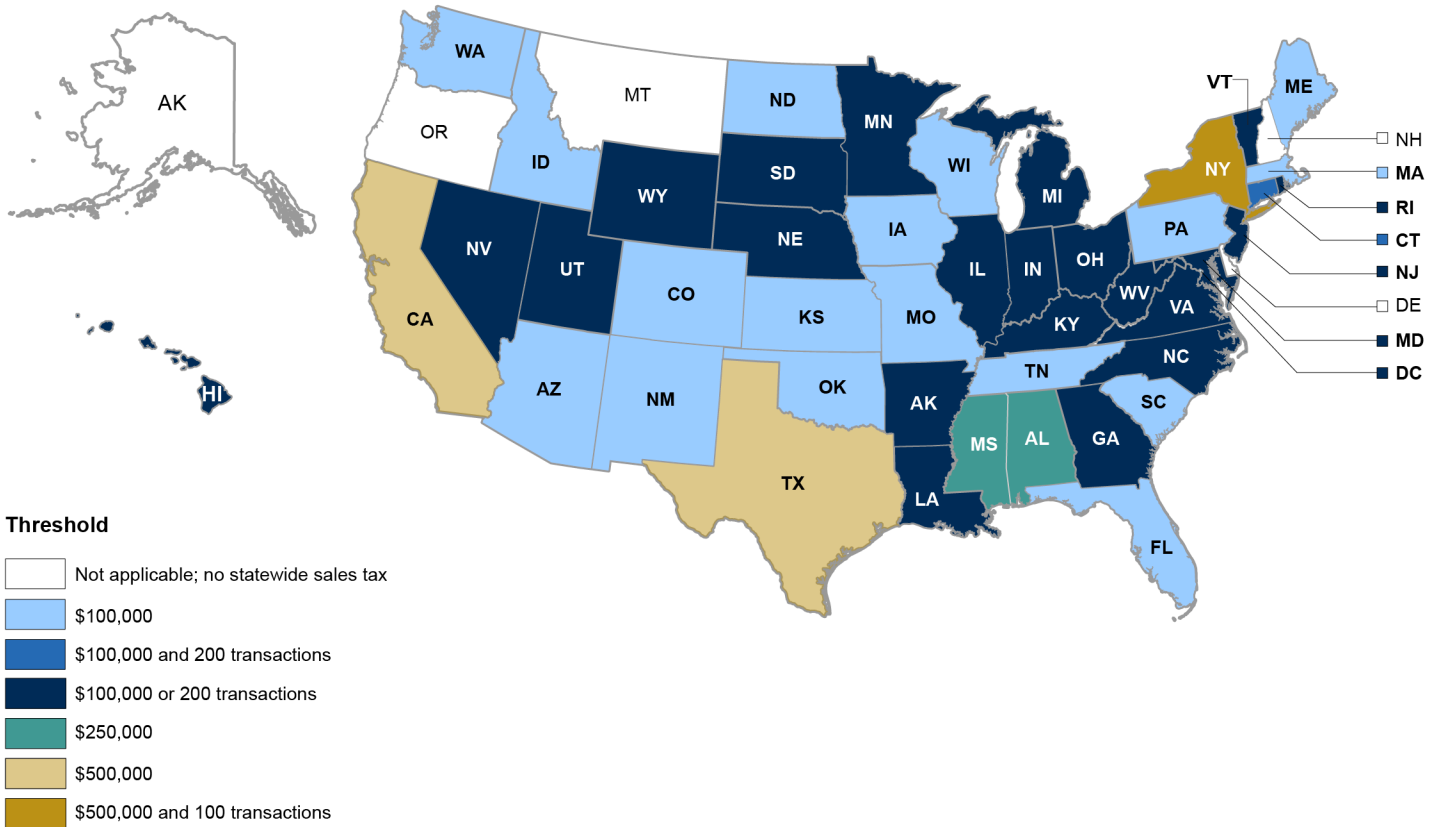 WA
MT
ND
MN
VT
ME
AK
OR
ID
SD
WI
NY
NH
MA
WY
MI
RI
NV
NE
IA
PA
CT
UT
IL
IN
OH
NJ
CO
WV
VA
DE
CA
KS
MO
KY
MD
NC
DC
HI
AZ
NM
OK
TN
AK
SC
MS
AL
GA
TX
LA
FL
Threshold
Not applicable; no statewide sales tax
$100,000
$100,000 and 200 transactions
$100,000 or 200 transactions
$250,000
$500,000
$500,000 and 100 transactions